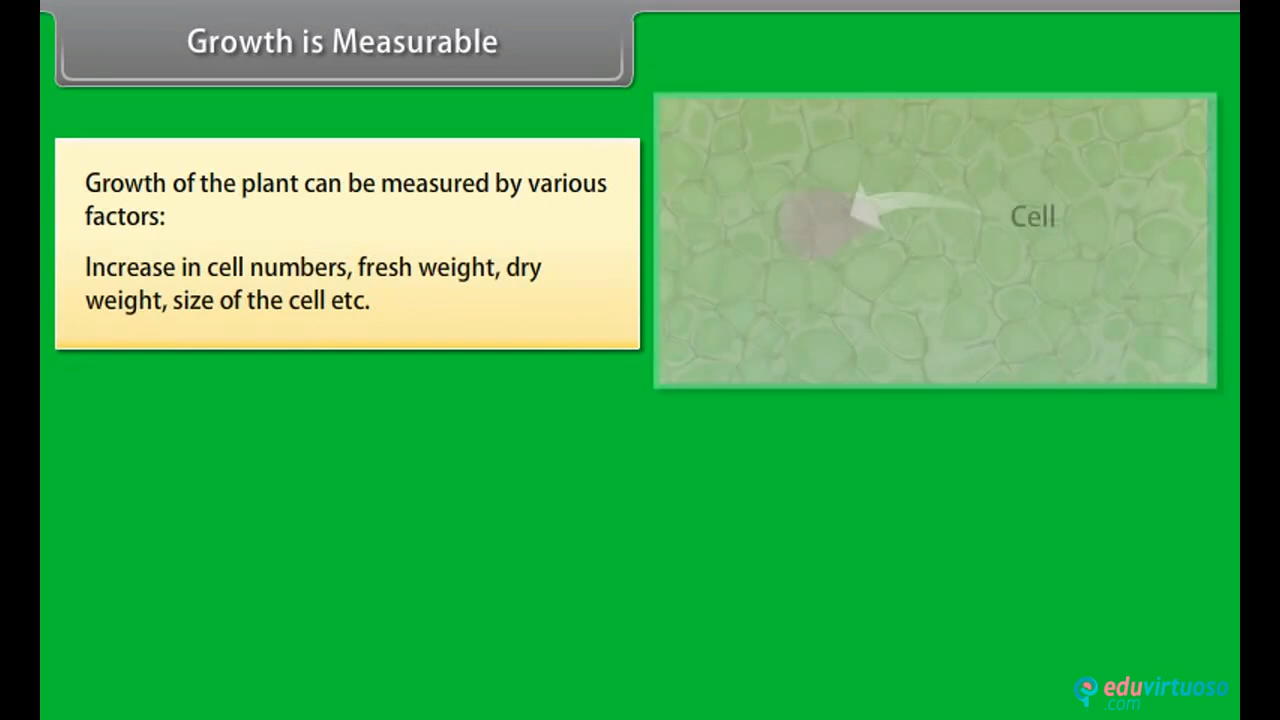 Growth is Measurable
Growth of the plant can be measured by various
factors:
Increase in cell numbers, fresh weight, dry
weight, size of the cell etc.
Cell
eduvirtuoso
.com